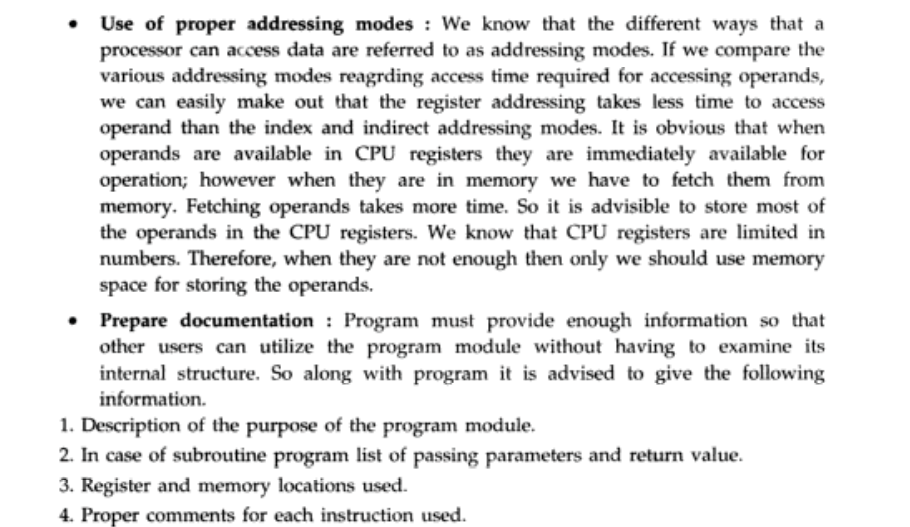 • Use of proper addressing modes : We know that the different ways that a
processor can access data are referred to as addressing modes. If we compare the
various addressing modes reagrding access time required for accessing operands,
we can easily make out that the register addressing takes less time to access
operand than the index and indirect addressing modes. It is obvious that when
operands are available in CPU registers they are immediately available for
operation; however when they are in memory we have to fetch them from
memory. Fetching operands takes more time. So it is advisible to store most of
the operands in the CPU registers. We know that CPU registers are limited in
numbers. Therefore, when they are not enough then only we should use memory
space for storing the operands.
• Prepare documentation : Program must provide enough information so that
other users can utilize the program module without having to examine its
internal structure. So along with program it is advised to give the following
information.
1. Description of the purpose of the program module.
2. In case of subroutine program list of passing parameters and return value.
3. Register and memory locations used.
4. Proper comments for each instruction used.